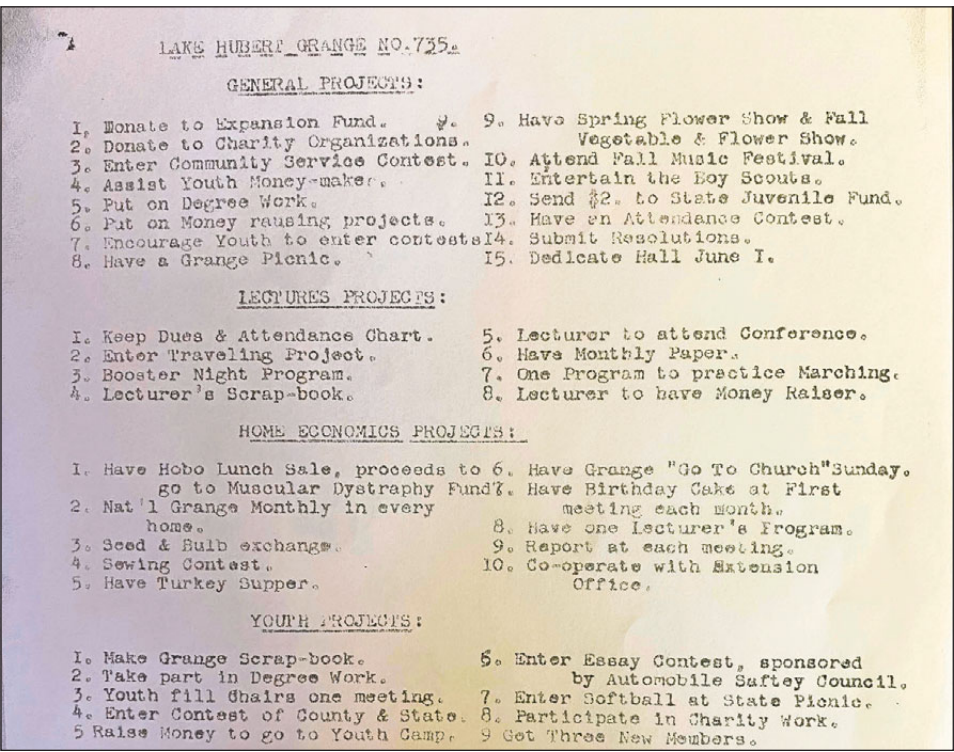 LAKE HUBERT GRANGE NO.735.
GENERAL PROJECTS:
I. Donate to Expansion Fund.
2. Donate to Charity Organizations.
3. Enter Community Service Contest.
4. Assist Youth Money-maker.
5. Put on Degree Work.
6. Put on Money rausing projects.
7. Encourage Youth to enter contests
8. Have a Grange Picnic.
9. Have Spring Flower Show & Fall
Vegetable & Flower Show.
IO. Attend Fall Music Festival.
II. Entertain the Boy Scouts.
I2. Send $2. to State Juvenile Fund.
I3. Have an Attendance Contest.
I4. Submit Resolutions.
I5. Dedicate Hall June I.
LECTURES PROJECTS:
I. Keep Dues & Attendance Chart.
2. Enter Traveling Project.
3. Booster Night Program.
4. Lecturer's Scrap-book.
5. Lecturer to attend Conference.
6. Have Monthly Paper.
7. One Program to practice Marching.
8. Lecturer to have Money Raiser.
HOME ECONOMICS PROJECTS:
I. Have Hobo Lunch Sale, proceeds to
go to Muscular Dystraphy Fund
2. Nat'l Grange Monthly in every
home.
3. Seed & Bulb exchange.
4. Sewing Contest.
5. Have Turkey Supper.
6. Have Grange "Go To Church"Sunday.
7. Have Birthday Cake at First
meeting each month.
8. Have one Lecturer's Program.
9. Report at each meeting.
IO. Co-operate with Extension
Office.
YOUTH PROJECTS:
I. Make Grange Scrap-book.
2. Take part in Degree Work.
3. Youth fill Chairs one meeting.
4. Enter Contest of County & State.
5 Raise Money to go to Youth Camp.
6. Enter Essay Contest, sponsored
by Automobile Saftey Council.
7. Enter Softball at State Picnic.
8. Participate in Charity Work.
9 Get Three New Members.